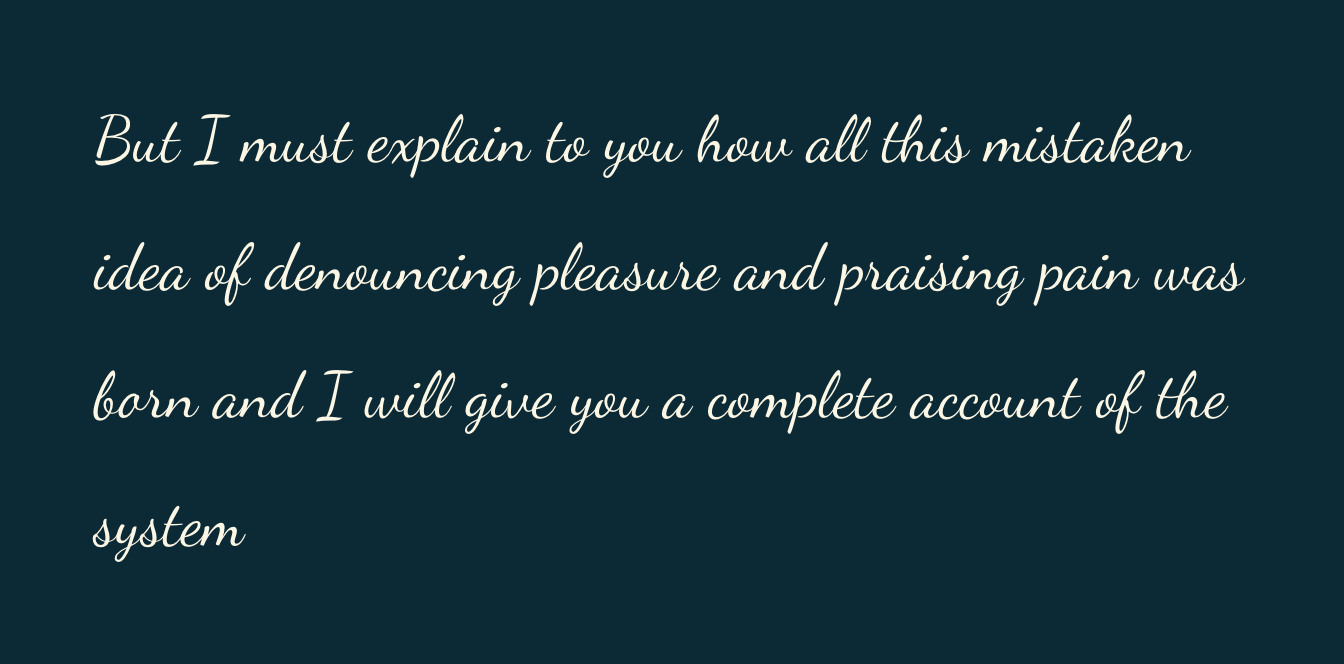 But I must explain to you how all this mistaken
idea of denouncing pleasure and praising pain was
born and I will give you a complete account of the
system